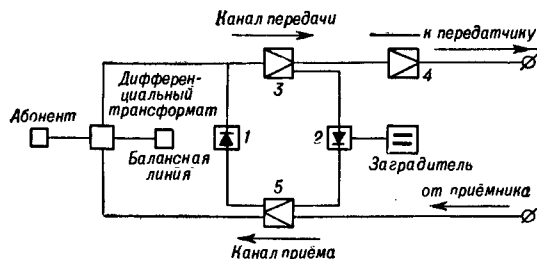 Канал передачи
к передатчику
3
4
Дифферен-
циальный
трансформат
Абонент
1
2
Балансная
линия
Заградитель
5
от приёмника
Канал приёма